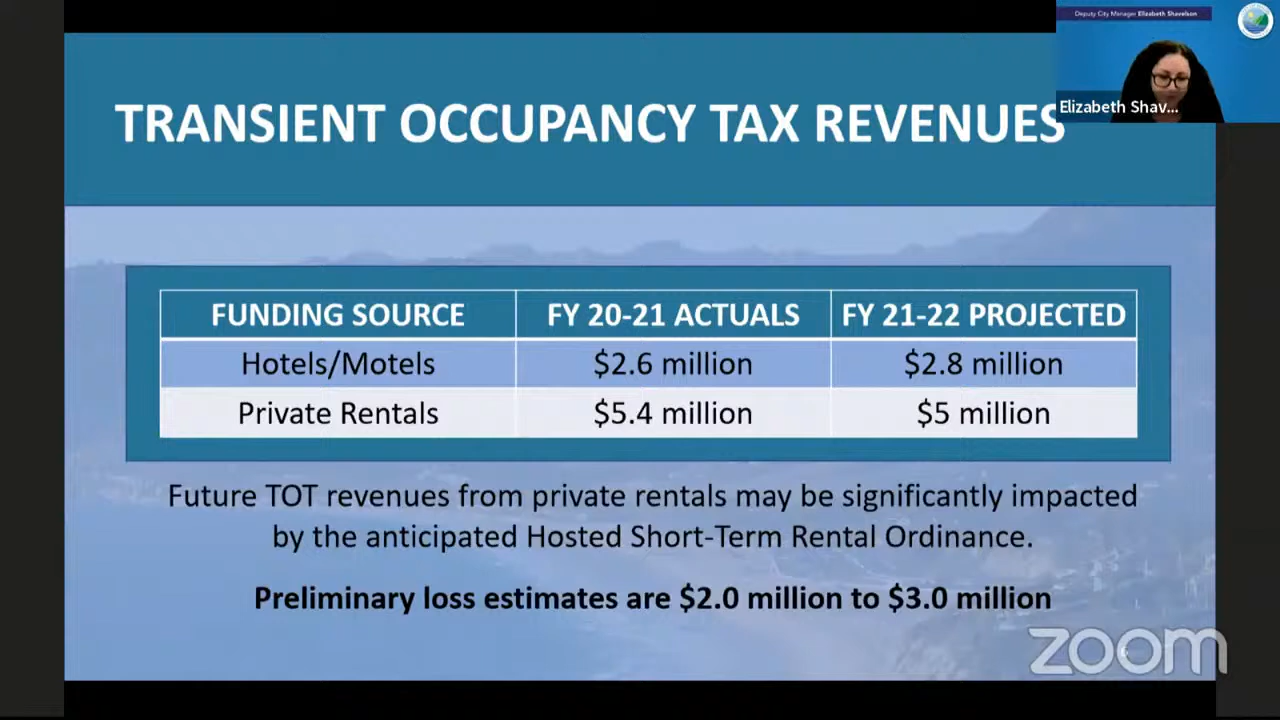 Deputy City Manager Elizabeth Shavelson
Elizabeth Shav...
TRANSIENT OCCUPANCY TAX REVENUES
FUNDING SOURCE FY 20-21 ACTUALS FY 21-22 PROJECTED
Hotels/Motels $2.6 million $2.8 million
Private Rentals $5.4 million $5 million
Future TOT revenues from private rentals may be significantly impacted
by the anticipated Hosted Short-Term Rental Ordinance.
Preliminary loss estimates are $2.0 million to $3.0 million
zoom